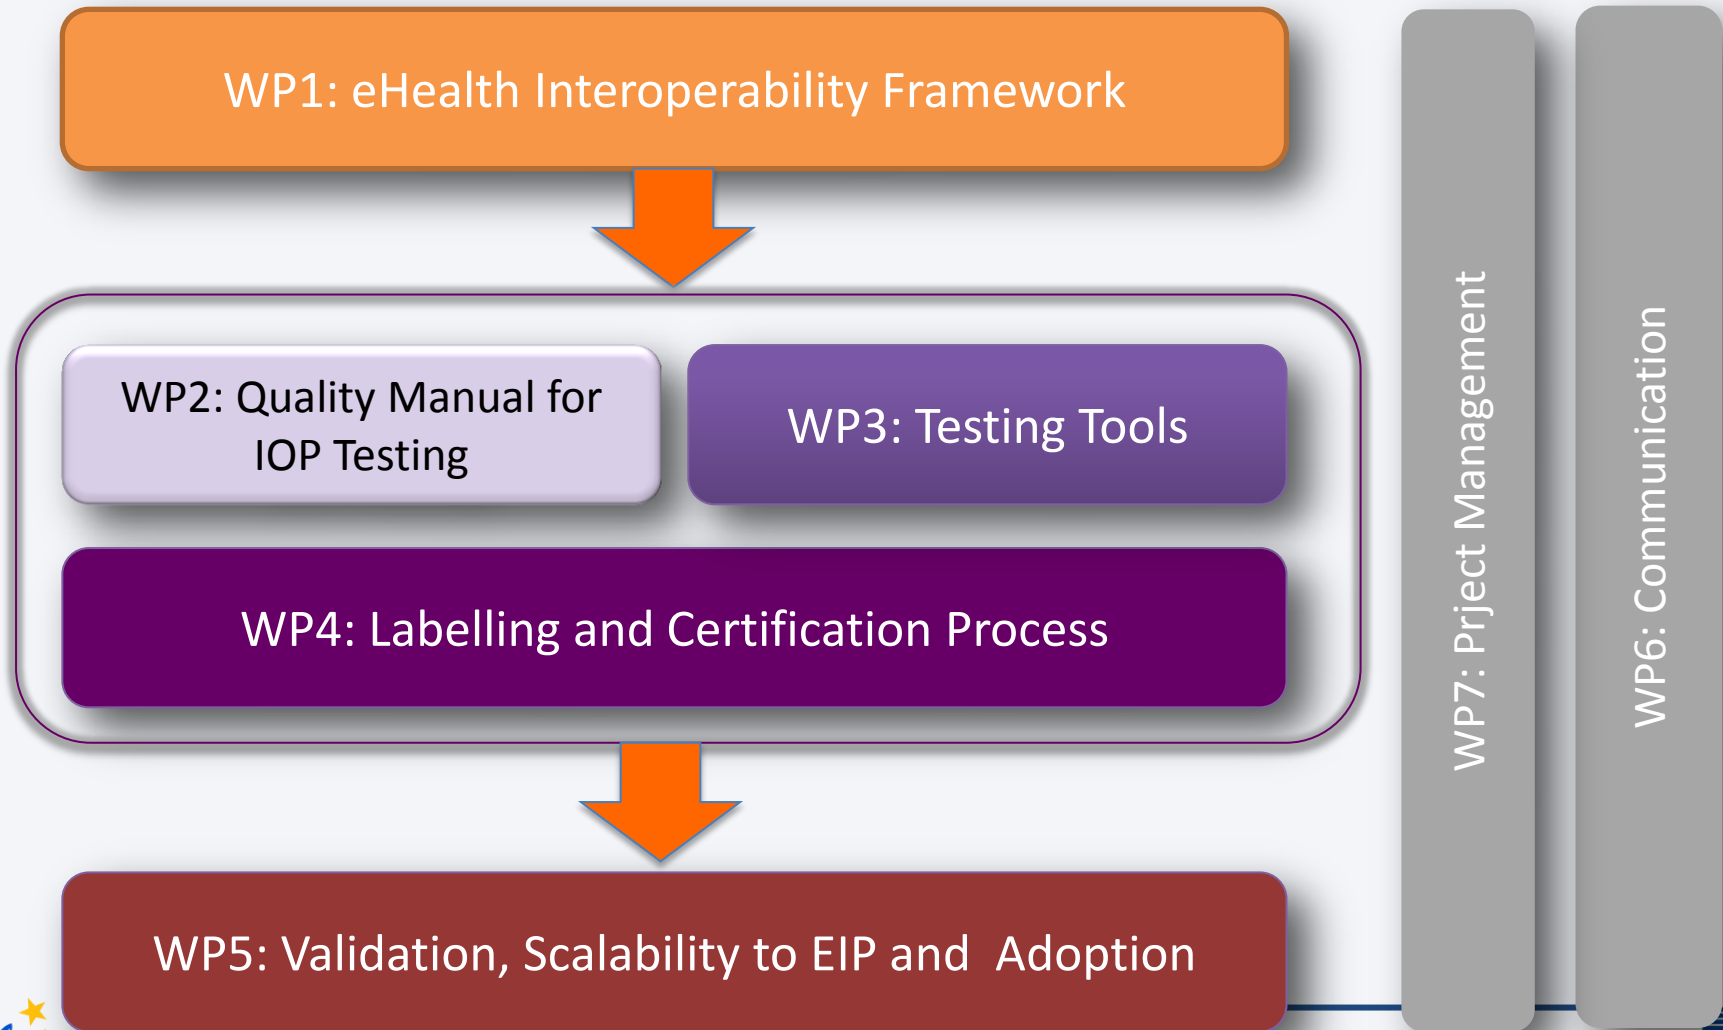 WP1: eHealth Interoperability Framework
WP2: Quality Manual for
IOP Testing
WP3: Testing Tools
WP4: Labelling and Certification Process
WP5: Validation, Scalability to EIP and  Adoption
WP7: Prject Management
WP6: Communication